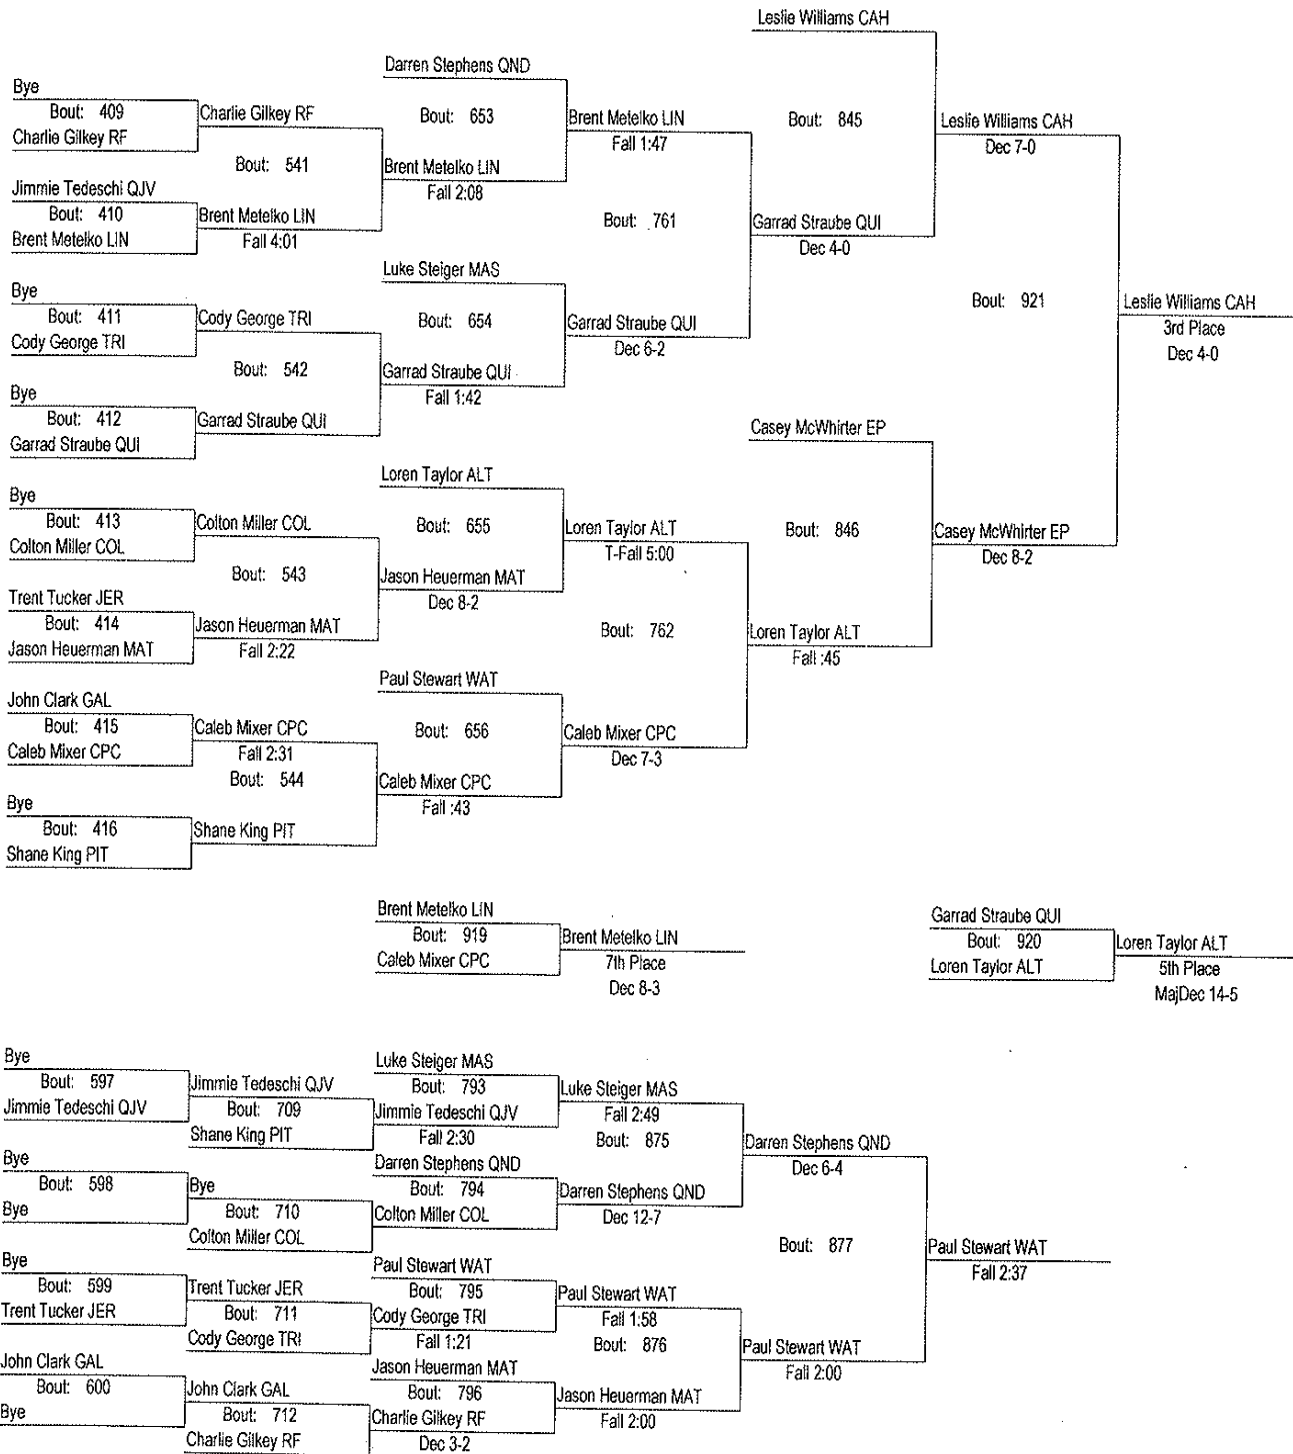 Leslie Williams CAH
Darren Stephens QND
Bye
Bout: 409
Charlie Gilkey RF
Charlie Gilkey RF
Bout: 653
Brent Metelko LIN
Fall 1:47
Bout: 845
Leslie Williams CAH
Dec 7-0
Bout: 541
Brent Metelko LIN
Fall 2:08
Jimmie Tedeschi QJV
Bout: 410
Brent Metelko LIN
Brent Metelko LIN
Fall 4:01
Bout: 761
Garrad Straube QUI
Dec 4-0
Luke Steiger MAS
Bye
Bout: 411
Cody George TRI
Cody George TRI
Bout: 654
Garrad Straube QUI
Dec 6-2
Bout: 921
Leslie Williams CAH
3rd Place
Dec 4-0
Bout: 542
Garrad Straube QUI
Fall 1:42
Bye
Bout: 412
Garrad Straube QUI
Garrad Straube QUI
Casey McWhirter EP
Loren Taylor ALT
Bye
Bout: 413
Colton Miller COL
Colton Miller COL
Bout: 655
Loren Taylor ALT
T-Fall 5:00
Bout: 846
Casey McWhirter EP
Dec 8-2
Bout: 543
Jason Heuerman MAT
Dec 8-2
Trent Tucker JER
Bout: 414
Jason Heuerman MAT
Jason Heuerman MAT
Fall 2:22
Bout: 762
Loren Taylor ALT
Fall :45
Paul Stewart WAT
John Clark GAL
Bout: 415
Caleb Mixer CPC
Caleb Mixer CPC
Fall 2:31
Bout: 656
Caleb Mixer CPC
Dec 7-3
Bout: 544
Caleb Mixer CPC
Fall :43
Bye
Bout: 416
Shane King PIT
Shane King PIT
Brent Metelko LIN
Bout: 919
Caleb Mixer CPC
Brent Metelko LIN
7th Place
Dec 8-3
Garrad Straube QUI
Bout: 920
Loren Taylor ALT
Loren Taylor ALT
5th Place
MajDec 14-5
Bye
Bout: 597
Jimmie Tedeschi QJV
Jimmie Tedeschi QJV
Bout: 709
Shane King PIT
Luke Steiger MAS
Bout: 793
Jimmie Tedeschi QJV
Fall 2:30
Luke Steiger MAS
Fall 2:49
Bout: 875
Darren Stephens QND
Dec 6-4
Bye
Bout: 598
Bye
Bye
Bout: 710
Colton Miller COL
Darren Stephens QND
Bout: 794
Colton Miller COL
Darren Stephens QND
Dec 12-7
Bout: 877
Paul Stewart WAT
Fall 2:37
Bye
Bout: 599
Trent Tucker JER
Trent Tucker JER
Bout: 711
Cody George TRI
Paul Stewart WAT
Bout: 795
Cody George TRI
Fall 1:21
Paul Stewart WAT
Fall 1:58
Bout: 876
Paul Stewart WAT
Fall 2:00
John Clark GAL
Bout: 600
Bye
John Clark GAL
Bout: 712
Charlie Gilkey RF
Jason Heuerman MAT
Bout: 796
Charlie Gilkey RF
Dec 3-2
Jason Heuerman MAT
Fall 2:00